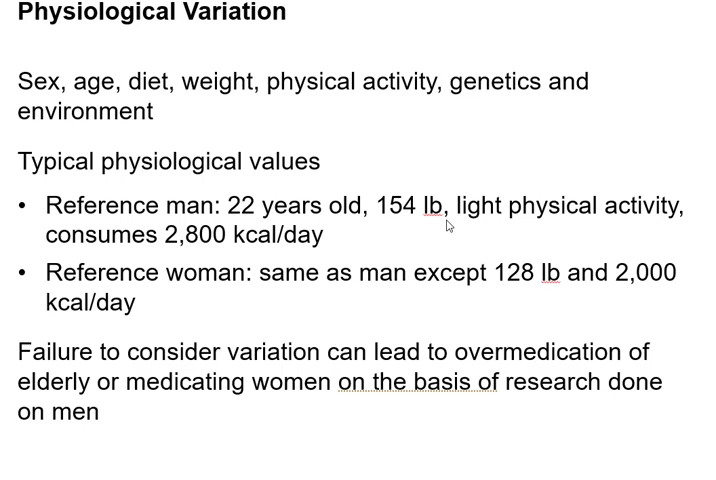 Physiological Variation
Sex, age, diet, weight, physical activity, genetics and
environment
Typical physiological values
• Reference man: 22 years old, 154 lb, light physical activity,
consumes 2,800 kcal/day
• Reference woman: same as man except 128 lb and 2,000
kcal/day
Failure to consider variation can lead to overmedication of
elderly or medicating women on the basis of research done
on men